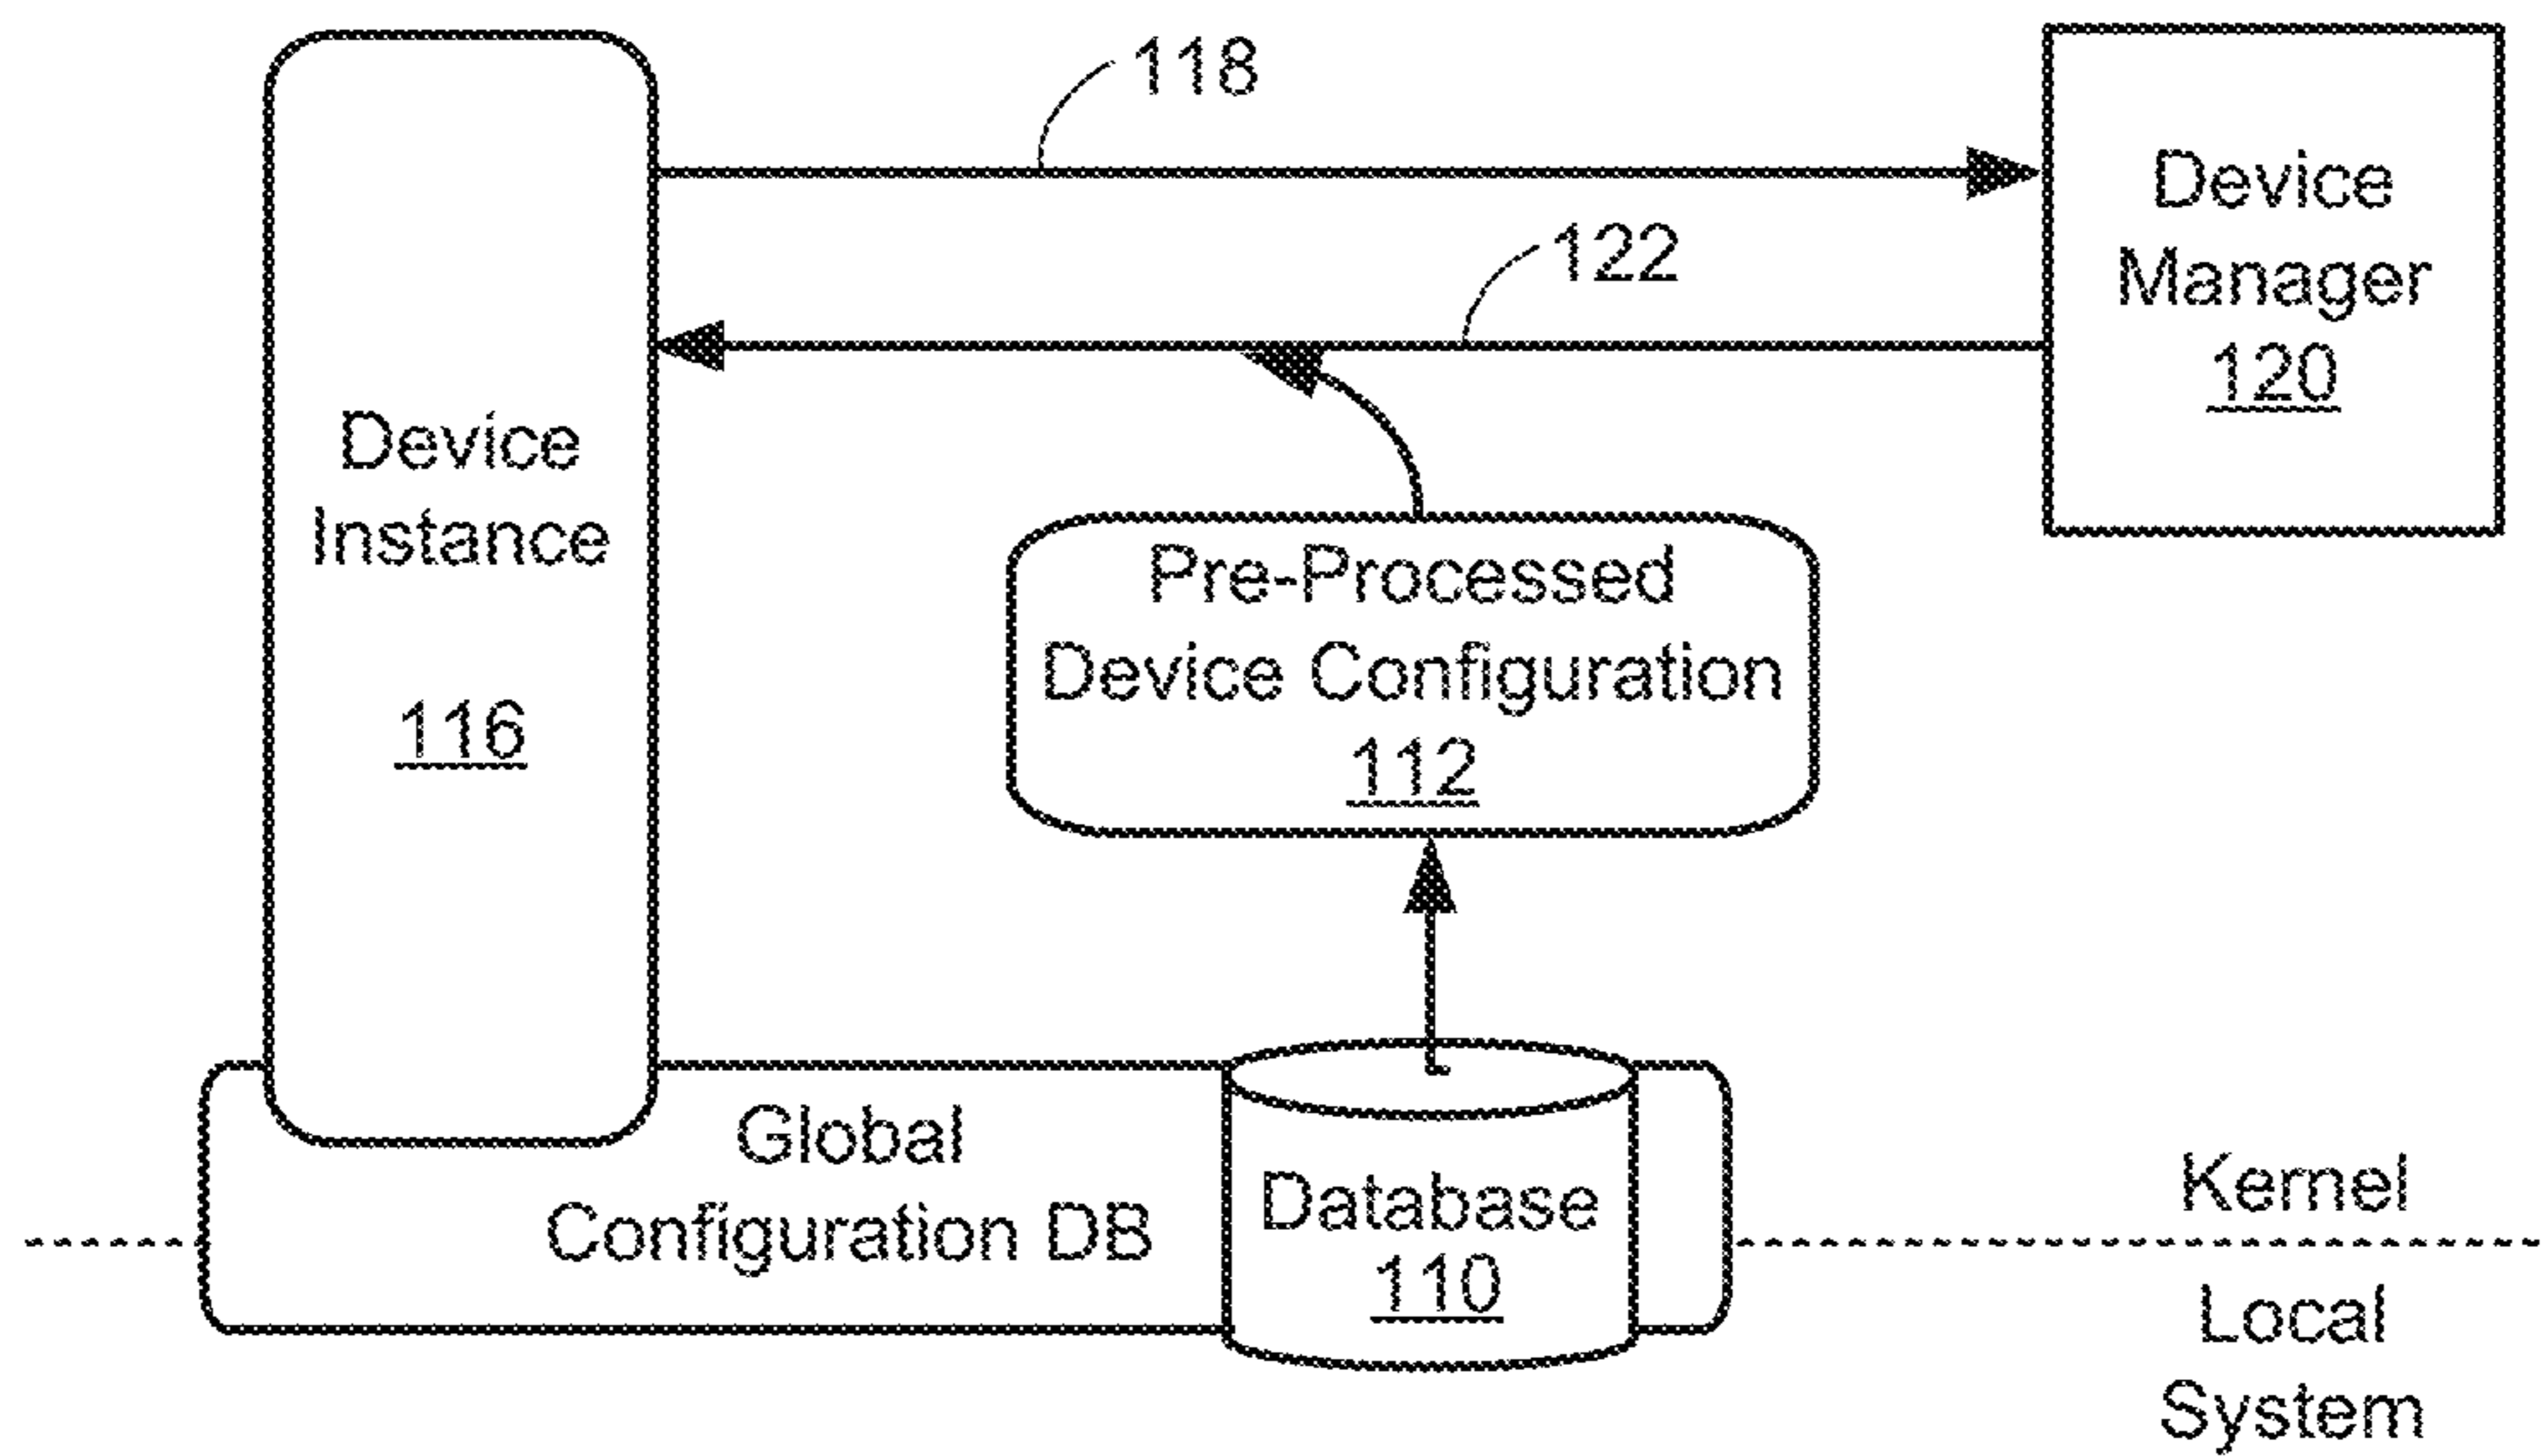 118
122
Device
Manager
120
Device
Instance
116
Pre-Processed
Device Configuration
112
Global
Configuration DB
Database
110
Kernel
Local
System